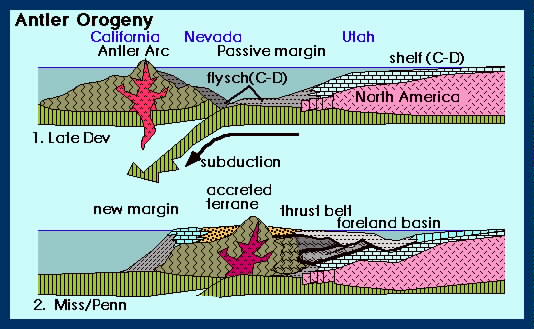 Antler Orogeny
California Nevada Utah
Antler Arc Passive margin
shelf (C-D)
flysch(C-D)
North America
1. Late Dev
subduction
accreted
terrane
new margin thrust belt
foreland basin
2. Miss/Penn